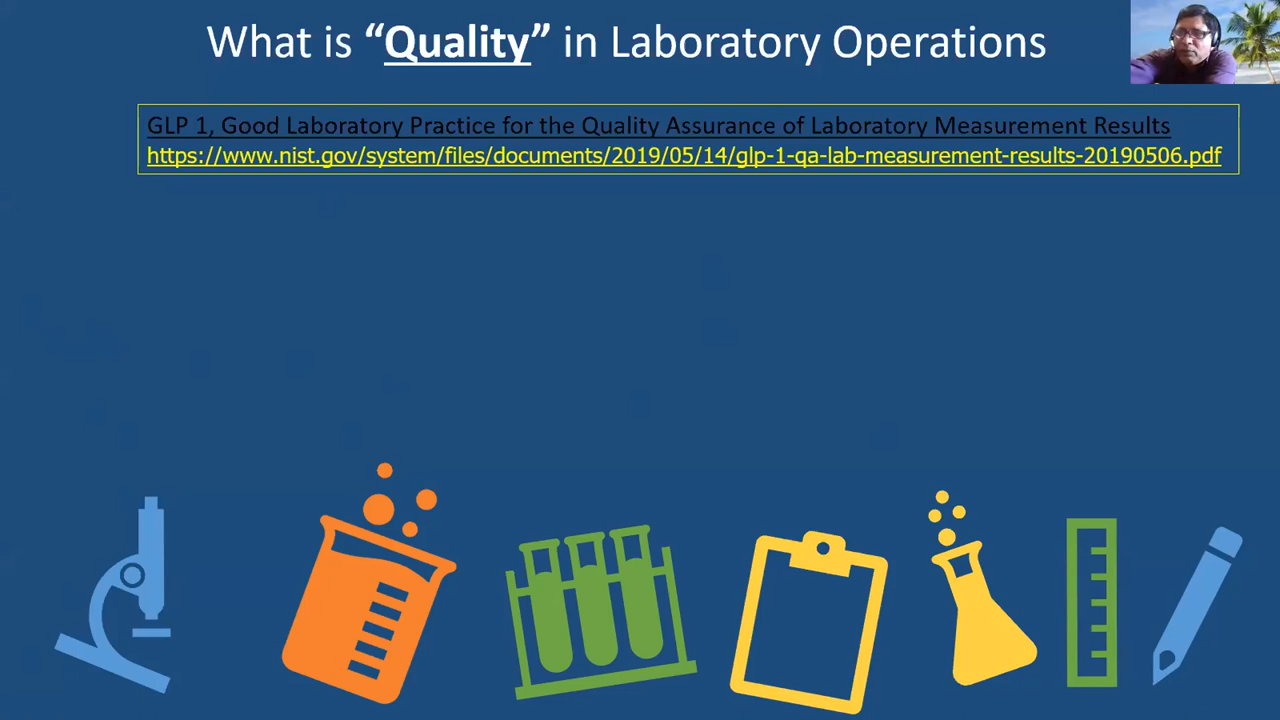 What is “Quality” in Laboratory Operations
GLP 1, Good Laboratory Practice for the Quality Assurance of Laboratory Measurement Results
https://www.nist.gov/system/files/documents/2019/05/14/glp-1-qa-lab-measurement-results-20190506.pdf